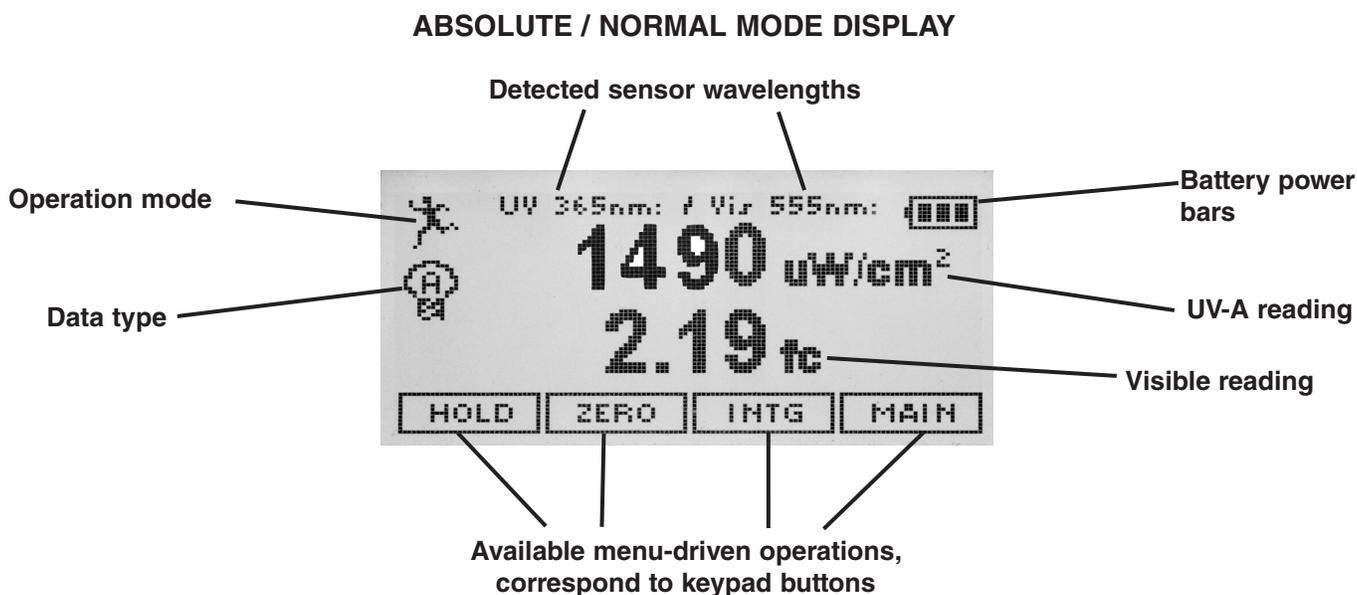 ABSOLUTE / NORMAL MODE DISPLAY
Detected sensor wavelengths
Operation mode
Battery power
bars
UV 365nm: / Vis 555nm:
1490 uW/cm²
A
Data type
UV-A reading
2.19 fc
Visible reading
HOLD ZERO INTG MAIN
Available menu-driven operations,
correspond to keypad buttons